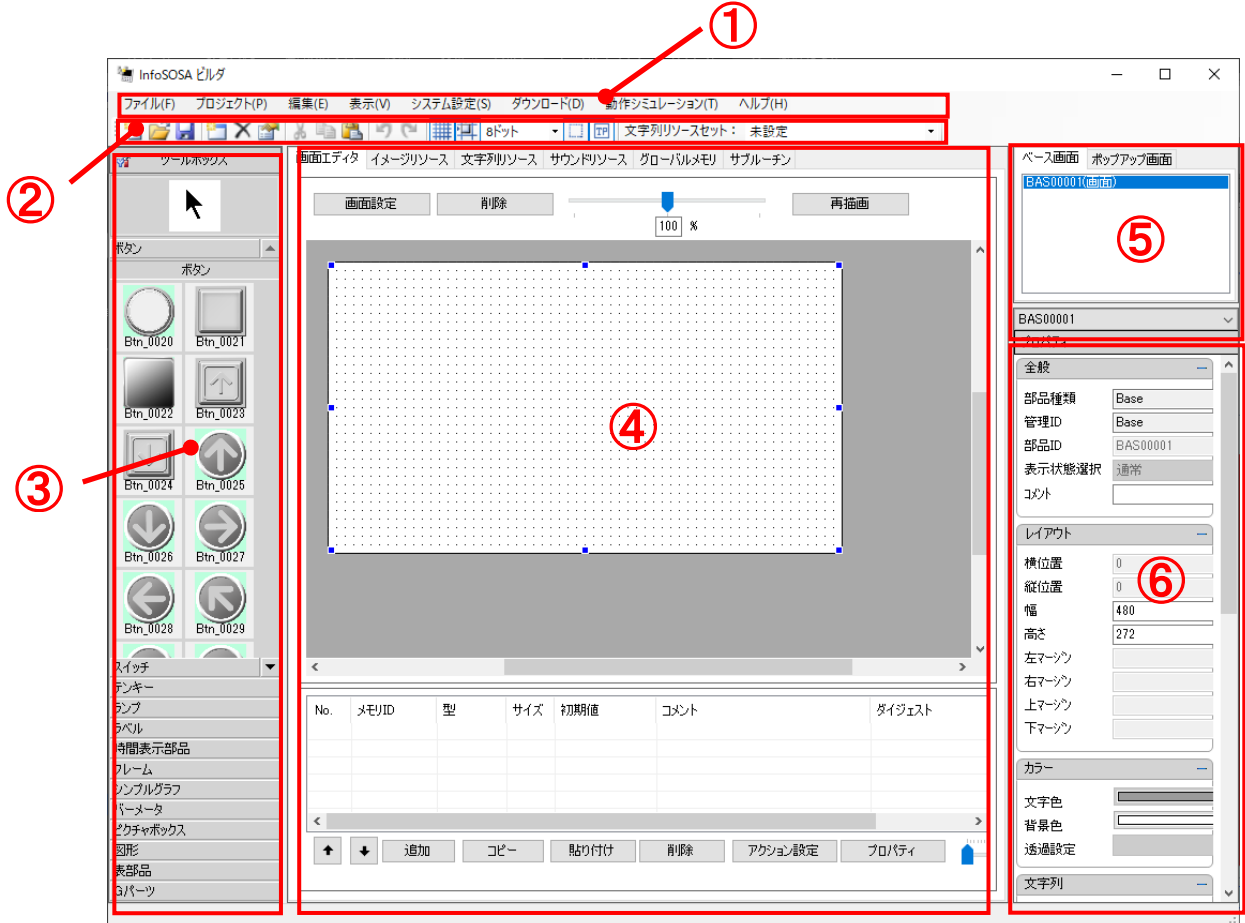 ①
InfoSOSA ビルダ
ファイル(F) プロジェクト(P) 編集(E) 表示(V) システム設定(S) ダウンロード(D) 動作シミュレーション(T) ヘルプ(H)
8ドット TP 文字列リソースセット： 未設定
②
ツールボックス
ボタン
ボタン
Btn_0020 Btn_0021
Btn_0022 Btn_0023
Btn_0024 Btn_0025
③
Btn_0026 Btn_0027
Btn_0028 Btn_0029
スイッチ
テンキー
ランプ
ラベル
時間表示部品
フレーム
シンプルグラフ
バーメータ
ピクチャボックス
図形
表部品
Gパーツ
画面エディタ イメージリソース 文字列リソース サウンドリソース グローバルメモリ サブルーチン
画面設定 削除 100 % 再描画
④
No. メモリID 型 サイズ 初期値 コメント ダイジェスト
追加 コピー 貼り付け 削除 アクション設定 プロパティ
ベース画面 ポップアップ画面
BAS00001(画面)
⑤
BAS00001
プロパティ
全般
部品種類 Base
管理ID Base
部品ID BAS00001
表示状態選択 通常
コメント
レイアウト
横位置 0
縦位置 0
⑥
幅 480
高さ 272
左マージン
右マージン
上マージン
下マージン
カラー
文字色
背景色
透過設定
文字列